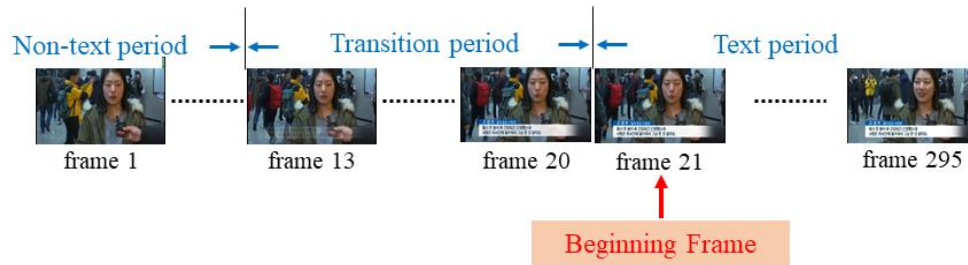 Non-text period
Transition period
Text period
frame 1
frame 13
frame 20
frame 21
frame 295
Beginning Frame